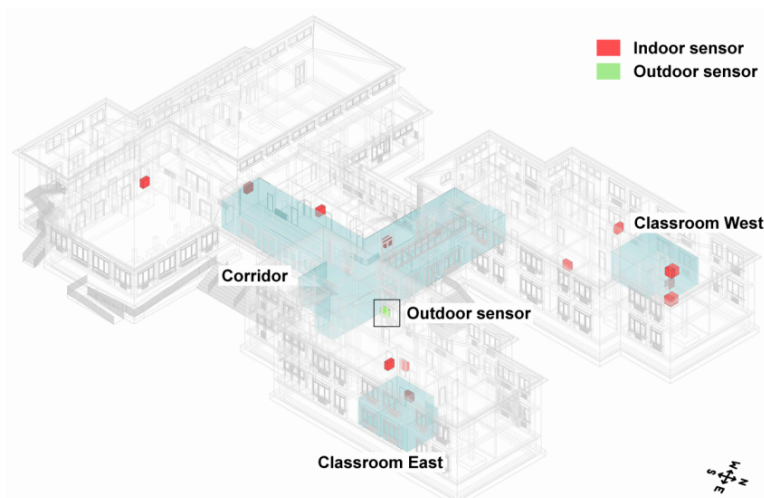 Indoor sensor
Outdoor sensor
Classroom West
Corridor
Outdoor sensor
Classroom East
W
S N
E